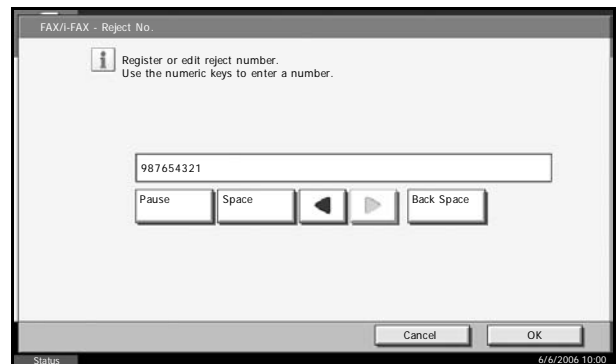 FAX/i-FAX - Reject No.
Register or edit reject number.
Use the numeric keys to enter a number.
987654321
Pause Space Back Space
Cancel OK
Status 6/6/2006 10:00